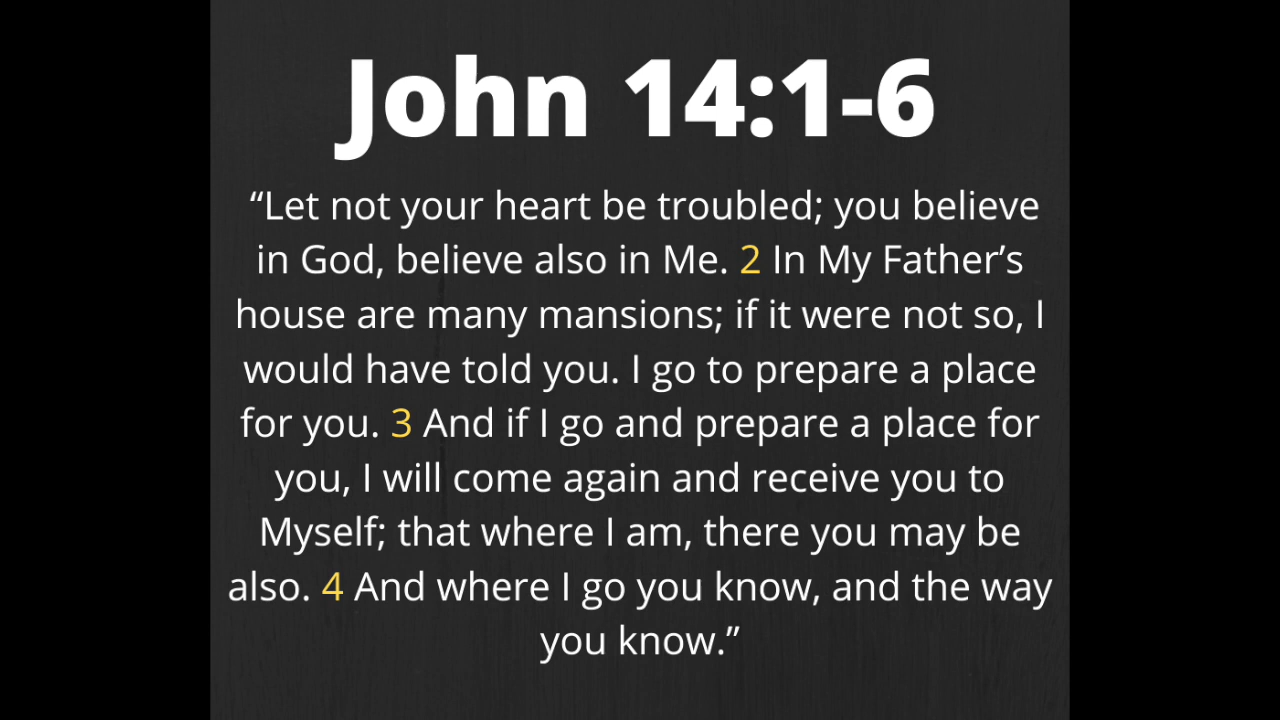 John 14:1-6
“Let not your heart be troubled; you believe
in God, believe also in Me. 2 In My Father’s
house are many mansions; if it were not so, I
would have told you. I go to prepare a place
for you. 3 And if I go and prepare a place for
you, I will come again and receive you to
Myself; that where I am, there you may be
also. 4 And where I go you know, and the way
you know.”